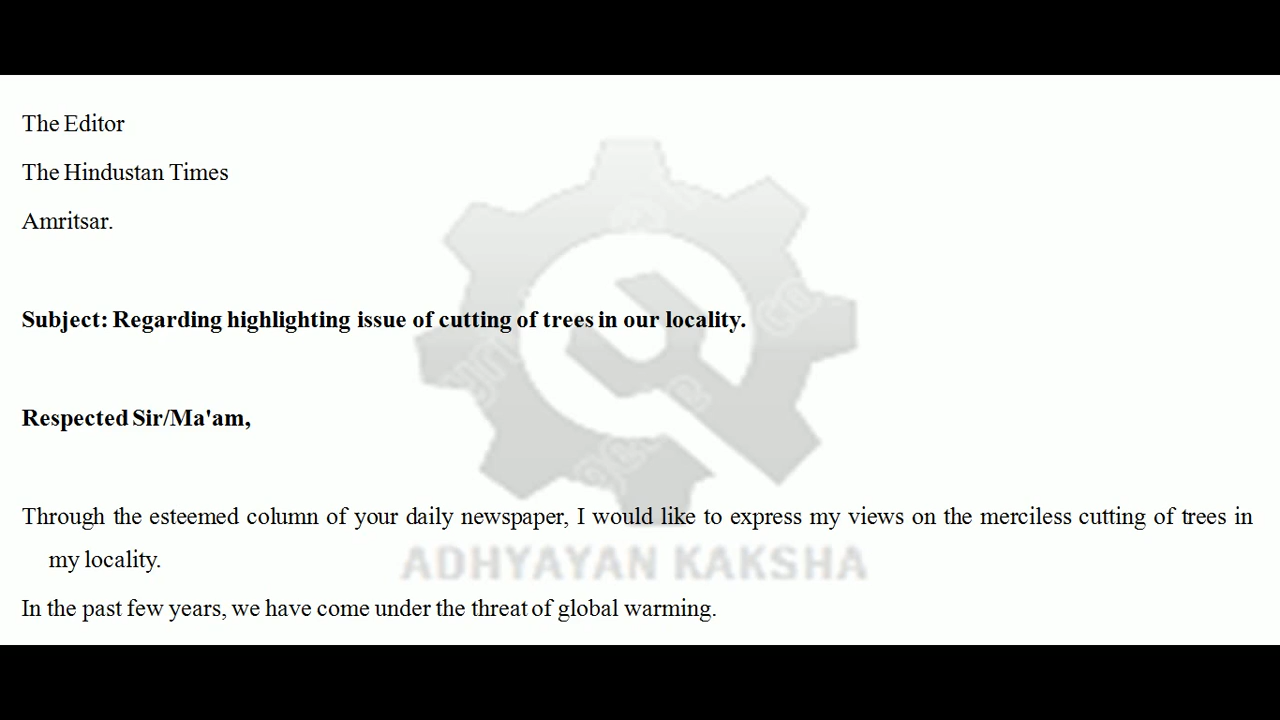 The Editor
The Hindustan Times
Amritsar.
Subject: Regarding highlighting issue of cutting of trees in our locality.
Respected Sir/Ma'am,
Through the esteemed column of your daily newspaper, I would like to express my views on the merciless cutting of trees in
my locality.
ADHYAYAN KAKSHA
In the past few years, we have come under the threat of global warming.